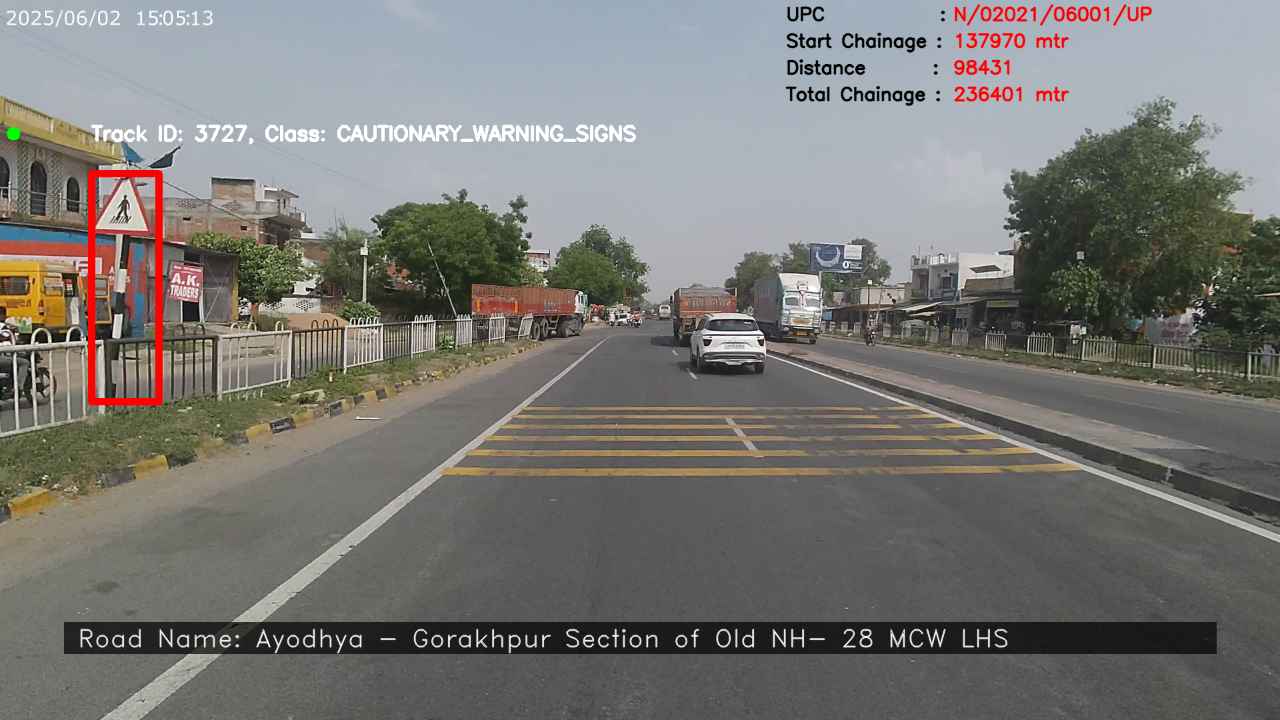 2025/06/02 15:05:13
UPC : N/02021/06001/UP
Start Chainage : 137970 mtr
Distance : 98431
Total Chainage : 236401 mtr
Track ID: 3727, Class: CAUTIONARY_WARNING_SIGNS
A.K.
TRADERS
Road Name: Ayodhya - Gorakhpur Section of Old NH- 28 MCW LHS